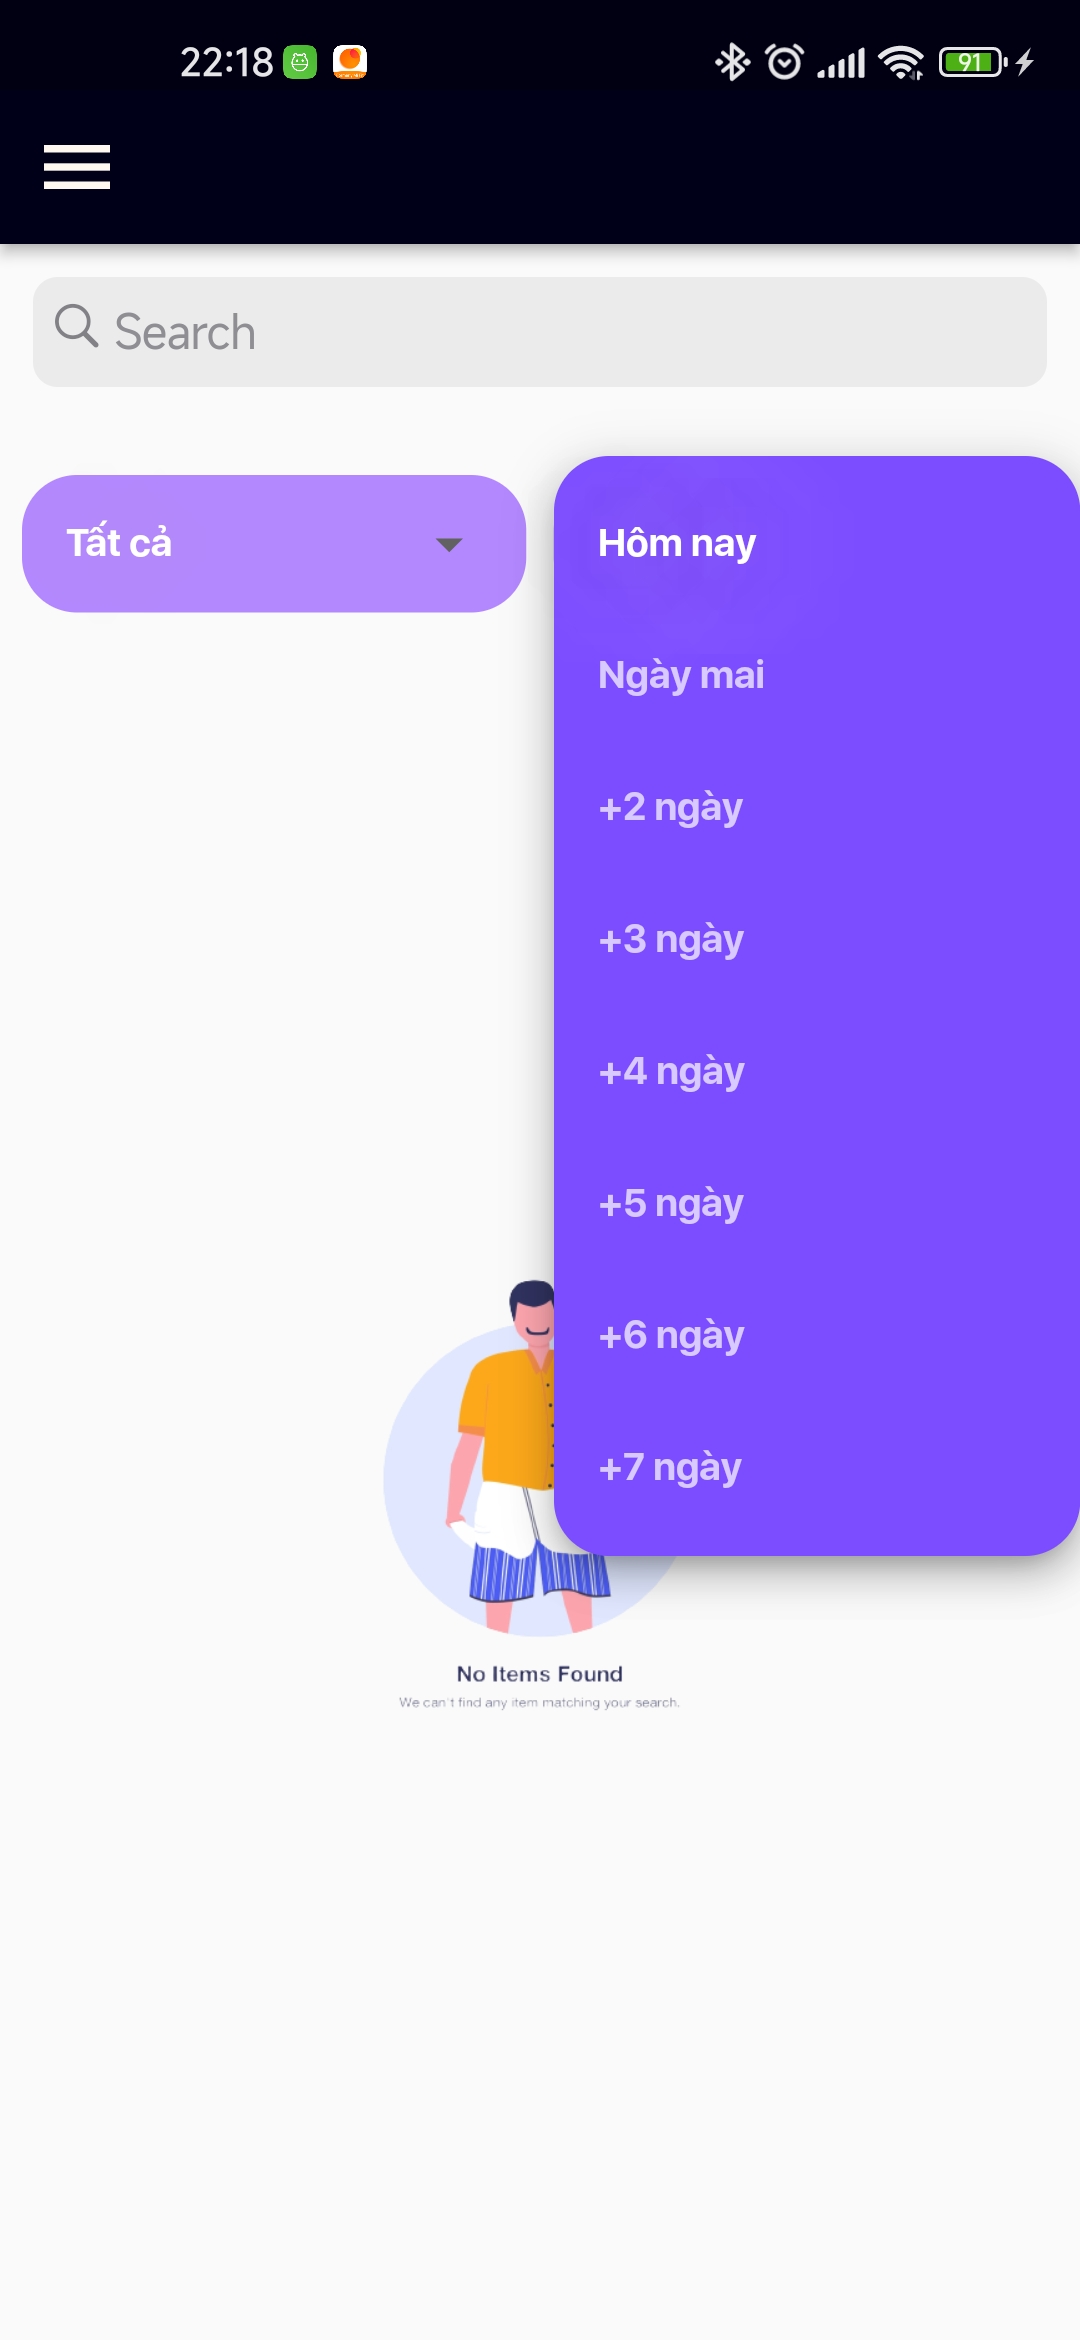 22:18
91
Search
Tất cả
Hôm nay
Ngày mai
+2 ngày
+3 ngày
+4 ngày
+5 ngày
+6 ngày
+7 ngày
No Items Found
We can't find any item matching your search.